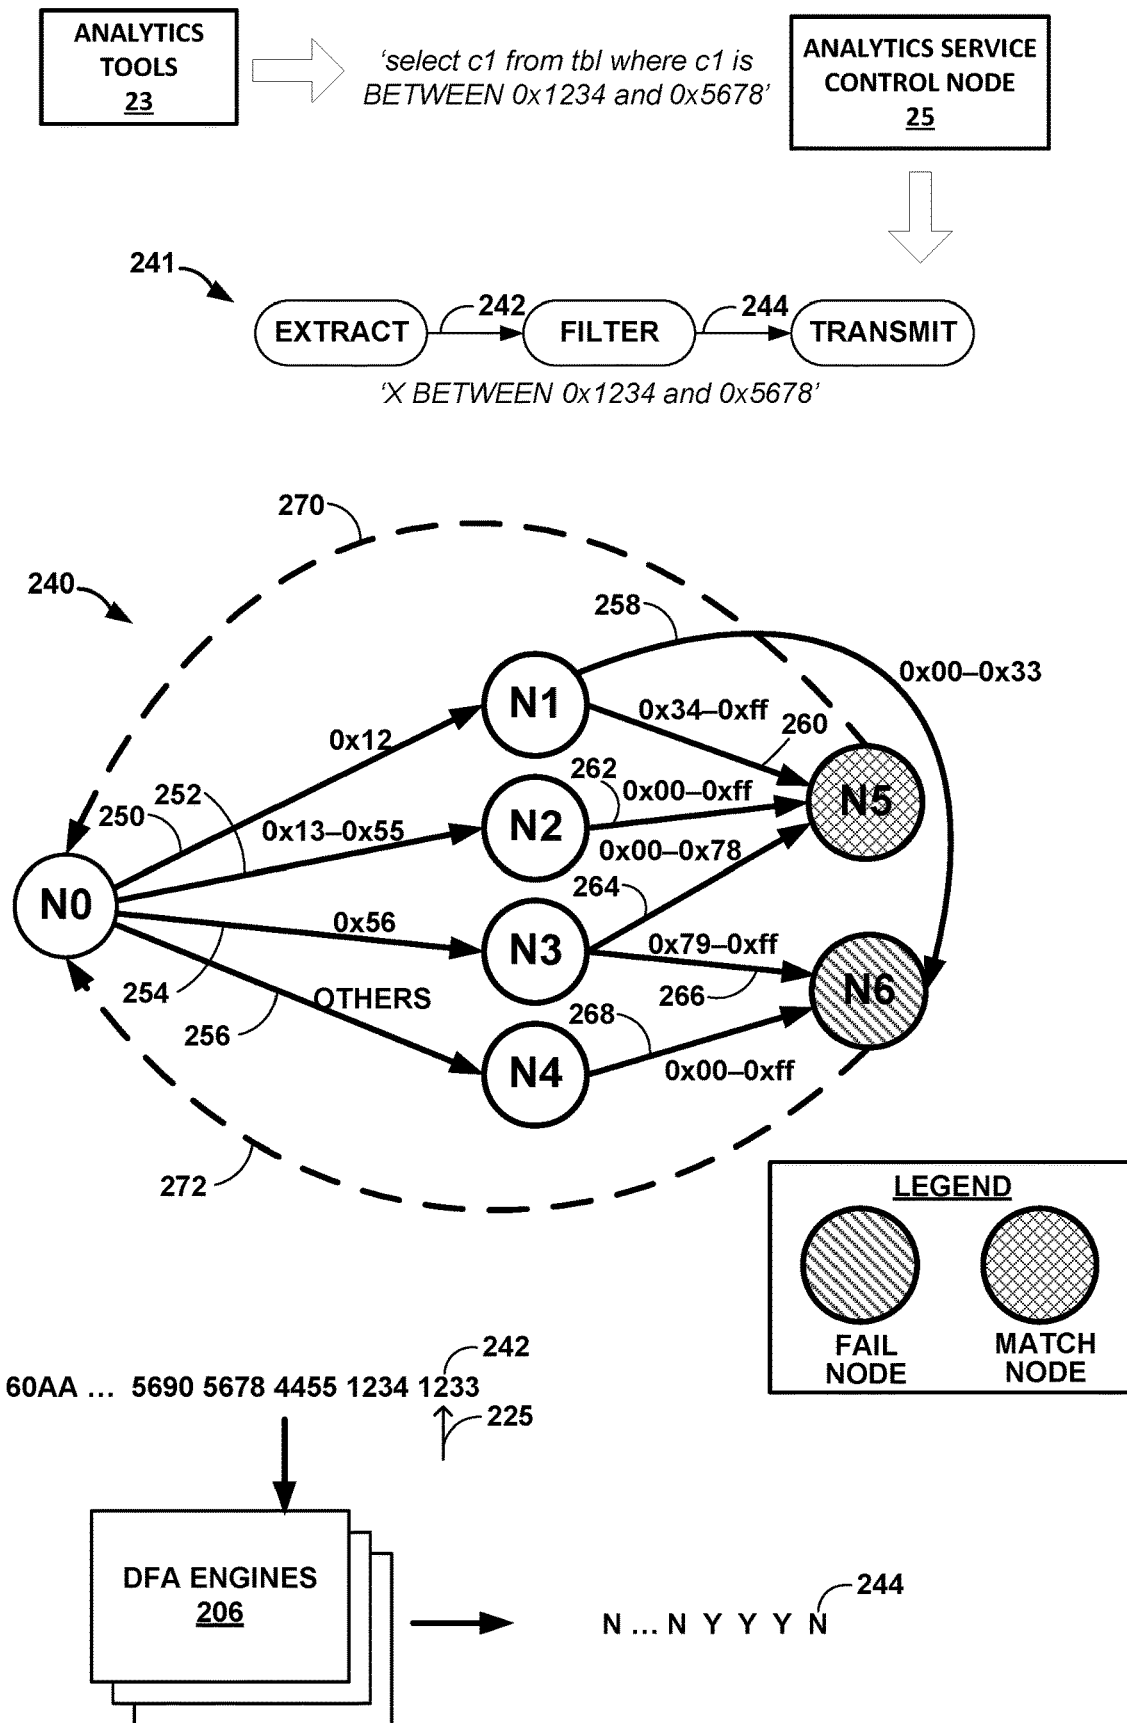 ANALYTICS
TOOLS
23
'select c1 from tbl where c1 is
BETWEEN 0x1234 and 0x5678'
ANALYTICS SERVICE
CONTROL NODE
25
241
242
244
EXTRACT
FILTER
TRANSMIT
'X BETWEEN 0x1234 and 0x5678'
270
240
258
0x00–0x33
N1
0x34–0xff
260
0x12
252
250
262
0x00–0xff
N5
0x13–0x55
N2
0x00–0x78
264
N0
0x56
N3
0x79–0xff
254
266
N6
OTHERS
256
268
N4
0x00–0xff
272
LEGEND
FAIL
NODE
MATCH
NODE
242
60AA ... 5690 5678 4455 1234 1233
225
DFA ENGINES
206
244
N ... N Y Y Y N